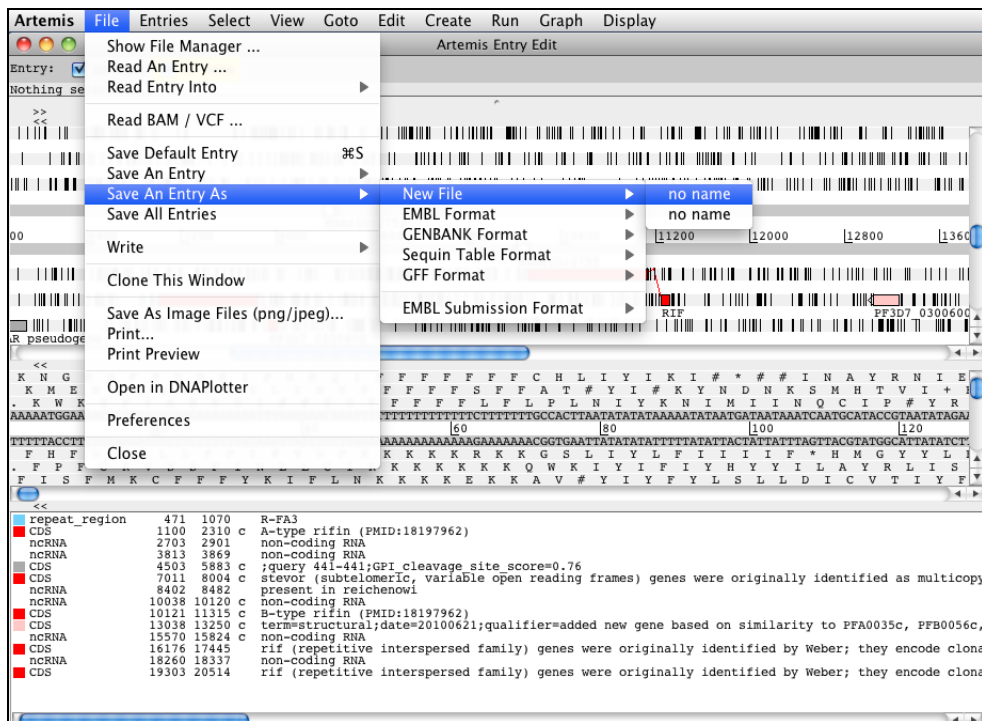 Artemis File Entries Select View Goto Edit Create Run Graph Display
Artemis Entry Edit
Entry:
Nothing se
>>
<<
Show File Manager ...
Read An Entry ...
Read Entry Into
Read BAM / VCF ...
Save Default Entry ⌘S
Save An Entry
Save An Entry As
Save All Entries
Write
Clone This Window
Save As Image Files (png/jpeg)...
Print...
Print Preview
Open in DNAPlotter
Preferences
Close
New File
EMBL Format
GENBANK Format
Sequin Table Format
GFF Format
EMBL Submission Format
no name
no name
00 11200 12000 12800 1360
RIF PF3D7_0300600
AR pseudoge
<<
K N G F F F F F F C H L I Y I K I # * # # I N A Y R N I E
K M E F F F F S F F A T # Y I # K Y N D N K S M H T V I +
. K W K F F F F L F L P L N I Y K N I M I I N Q C I P # Y R
AAAAATGGAA
60 80 100 120
TTTTTACCTT
F H F K K K K R K K G S L I Y L F I I I I F * H M G Y Y L
. F P F
F I S F M K C F F F Y K I F L N K K K K E K K A V # Y I Y F Y L S L L D I C V T I Y F
<<
repeat_region 471 1070 R-FA3
CDS 1100 2310 c A-type rifin (PMID:18197962)
ncRNA 2703 2901 non-coding RNA
ncRNA 3813 3869 non-coding RNA
CDS 4503 5883 c ;query 441-441;GPI_cleavage_site_score=0.76
CDS 7011 8004 c stevor (subtelomeric, variable open reading frames) genes were originally identified as multicopy
ncRNA 8402 8482 present in reichenowi
ncRNA 10038 10120 c non-coding RNA
CDS 10121 11315 c B-type rifin (PMID:18197962)
CDS 13038 13250 c term=structural;date=20100621;qualifier=added new gene based on similarity to PFA0035c, PFB0056c,
ncRNA 15570 15824 c non-coding RNA
CDS 16176 17445 rif (repetitive interspersed family) genes were originally identified by Weber; they encode clona
ncRNA 18260 18337 non-coding RNA
CDS 19303 20514 rif (repetitive interspersed family) genes were originally identified by Weber; they encode clona